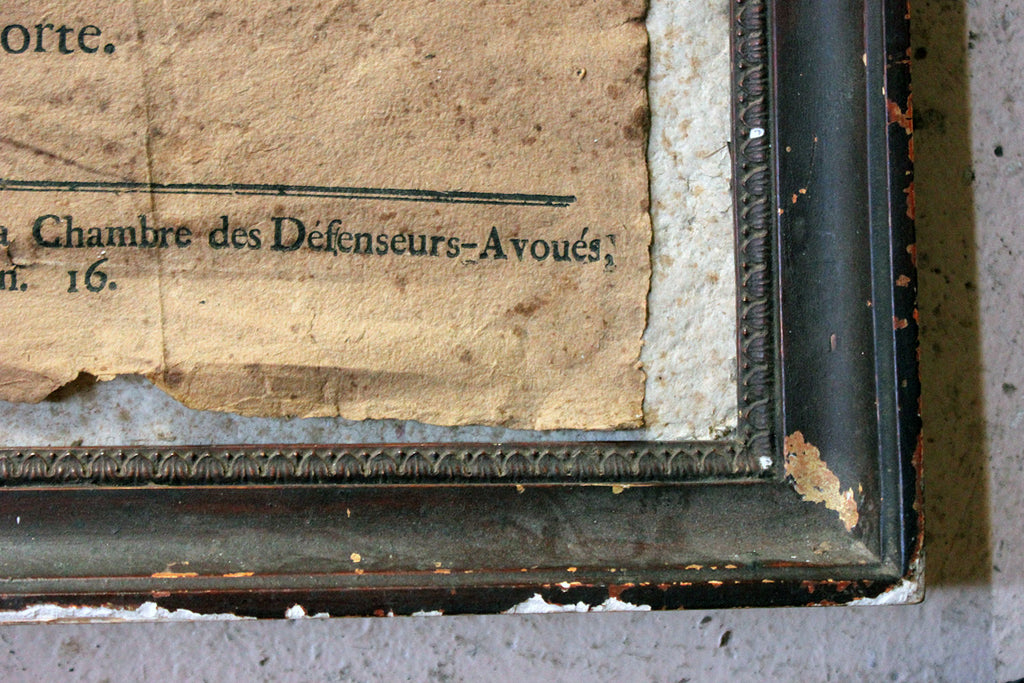 orte.
a Chambre des Défenseurs-Avoués,
n. 16.